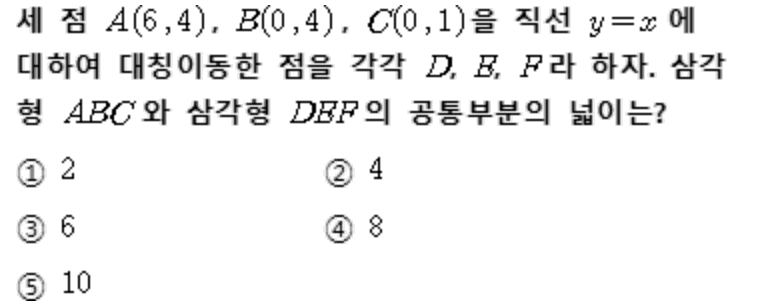 세 점 A(6,4), B(0,4), C(0,1)을 직선 y=x에
대하여 대칭이동한 점을 각각 D, E, F라 하자. 삼각
형 ABC와 삼각형 DEF의 공통부분의 넓이는?
① 2 ② 4
③ 6 ④ 8
⑤ 10